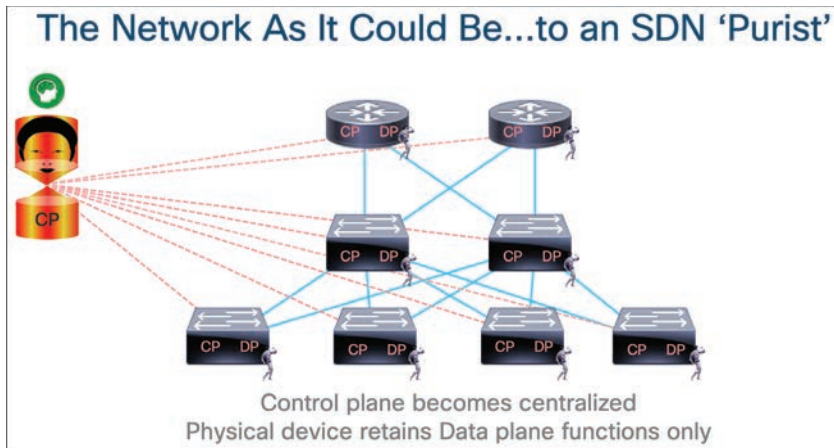 The Network As It Could Be...to an SDN ‘Purist’
CP DP
CP DP
CP
CP DP
CP DP
CP DP
CP DP
CP DP
CP DP
Control plane becomes centralized
Physical device retains Data plane functions only